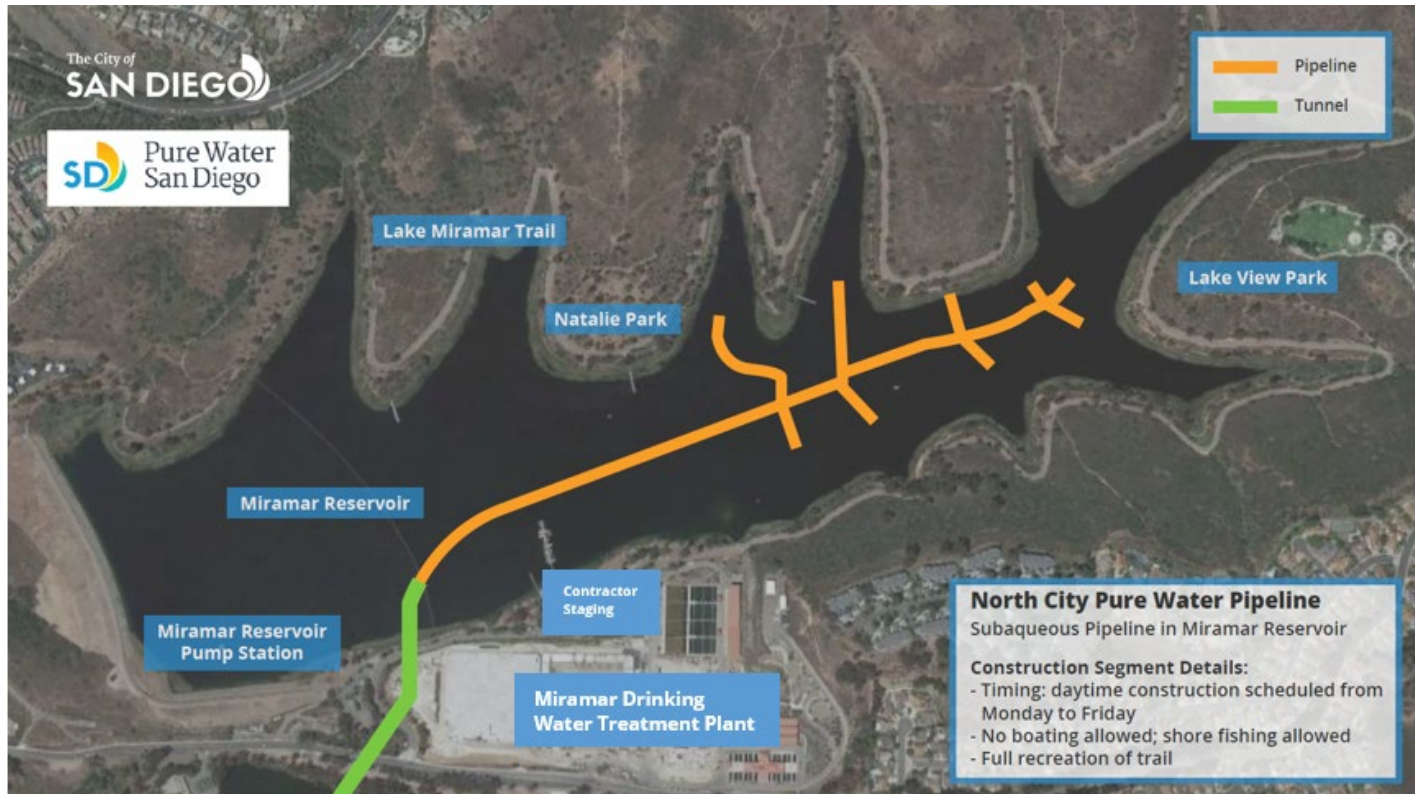 The City of
SAN DIEGO
SD
Pure Water
San Diego
Pipeline
Tunnel
Lake Miramar Trail
Lake View Park
Natalie Park
Miramar Reservoir
Contractor
Staging
Miramar Reservoir
Pump Station
Miramar Drinking
Water Treatment Plant
North City Pure Water Pipeline
Subaqueous Pipeline in Miramar Reservoir
Construction Segment Details:
- Timing: daytime construction scheduled from
Monday to Friday
- No boating allowed; shore fishing allowed
- Full recreation of trail